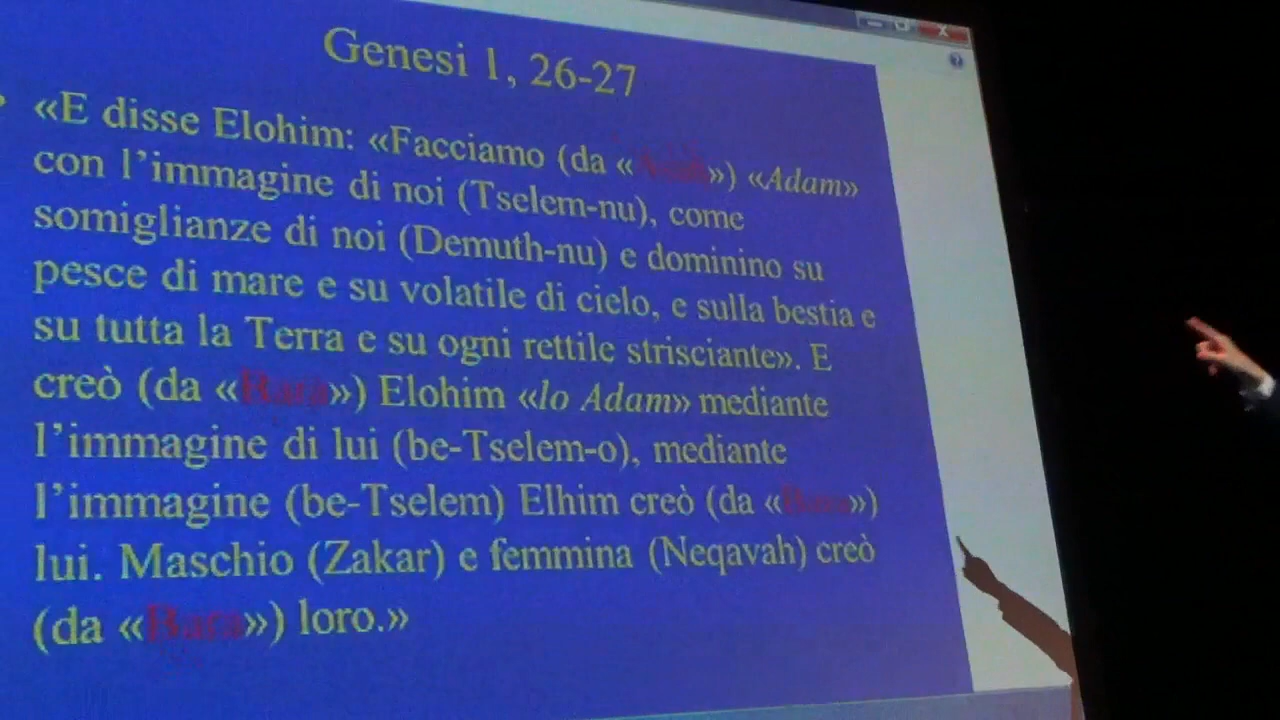 Genesi 1, 26-27
«E disse Elohim: «Facciamo (da « ») «Adam»
con l'immagine di noi (Tselem-nu), come
somiglianze di noi (Demuth-nu) e dominino su
pesce di mare e su volatile di cielo, e sulla bestia e
su tutta la Terra e su ogni rettile strisciante». E
creò (da «Bara») Elohim «lo Adam» mediante
l'immagine di lui (be-Tselem-o), mediante
l'immagine (be-Tselem) Elhim creò (da «Bara»)
lui. Maschio (Zakar) e femmina (Neqavah) creò
(da «Bara») loro.»